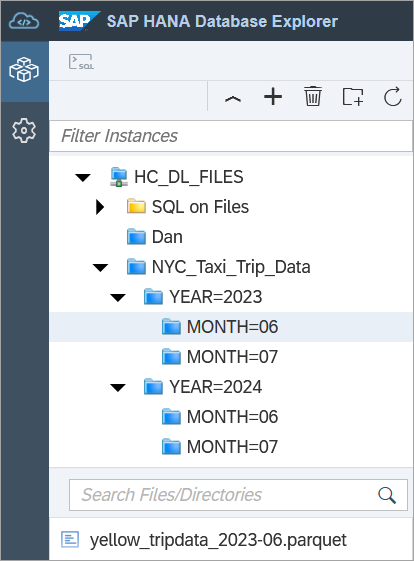 SAP SAP HANA Database Explorer
SQL
Filter Instances
HC_DL_FILES
SQL on Files
Dan
NYC_Taxi_Trip_Data
YEAR=2023
MONTH=06
MONTH=07
YEAR=2024
MONTH=06
MONTH=07
Search Files/Directories
yellow_tripdata_2023-06.parquet